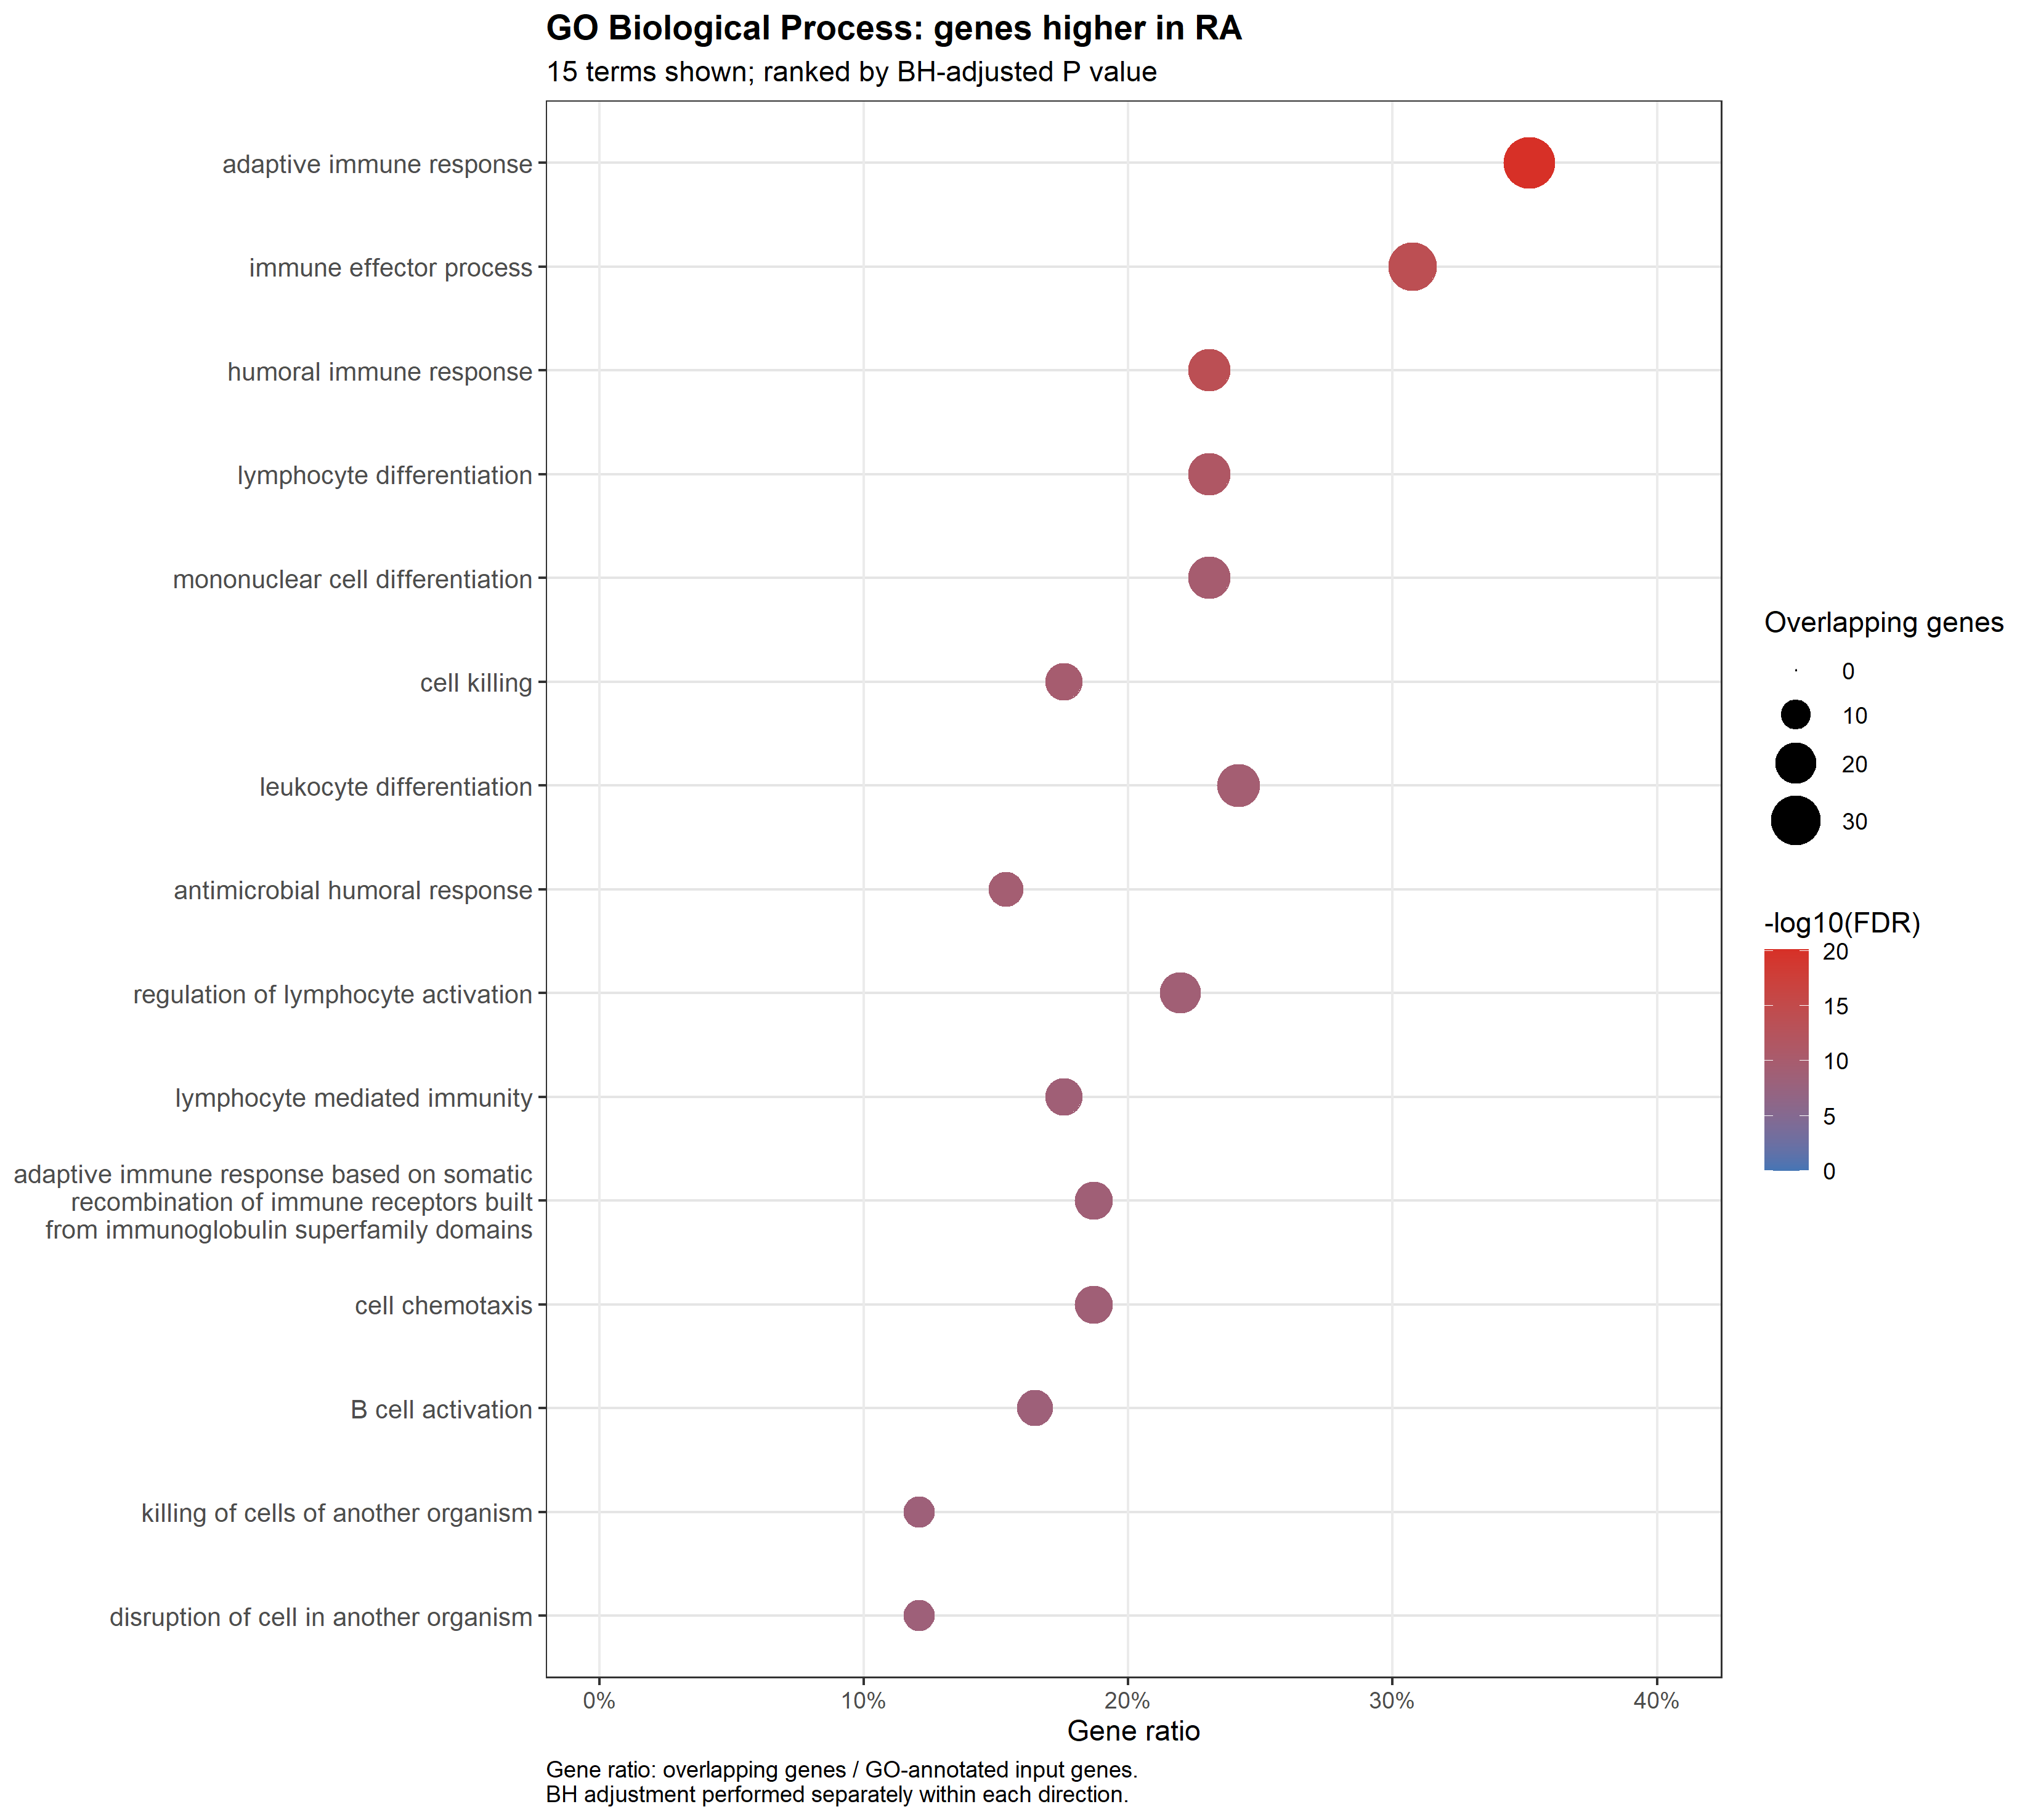 GO Biological Process: genes higher in RA
15 terms shown; ranked by BH-adjusted P value
adaptive immune response
immune effector process
humoral immune response
lymphocyte differentiation
mononuclear cell differentiation
cell killing
leukocyte differentiation
antimicrobial humoral response
regulation of lymphocyte activation
lymphocyte mediated immunity
adaptive immune response based on somatic
recombination of immune receptors built
from immunoglobulin superfamily domains
cell chemotaxis
B cell activation
killing of cells of another organism
disruption of cell in another organism
0%
10%
20%
30%
40%
Gene ratio
Gene ratio: overlapping genes / GO-annotated input genes.
BH adjustment performed separately within each direction.
Overlapping genes
0
10
20
30
-log10(FDR)
20
15
10
5
0